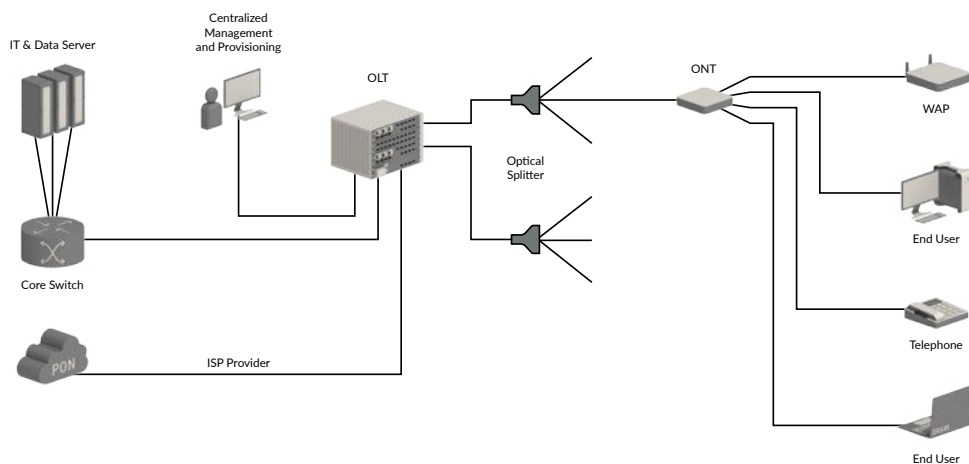 Centralized
Management
and Provisioning
IT & Data Server
OLT
ONT
WAP
Optical
Splitter
End User
Core Switch
Telephone
PON
ISP Provider
End User